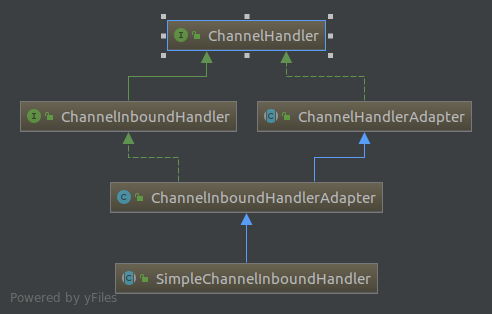 ChannelHandler
ChannelInboundHandler
ChannelHandlerAdapter
ChannelInboundHandlerAdapter
SimpleChannelInboundHandler
Powered by yFiles